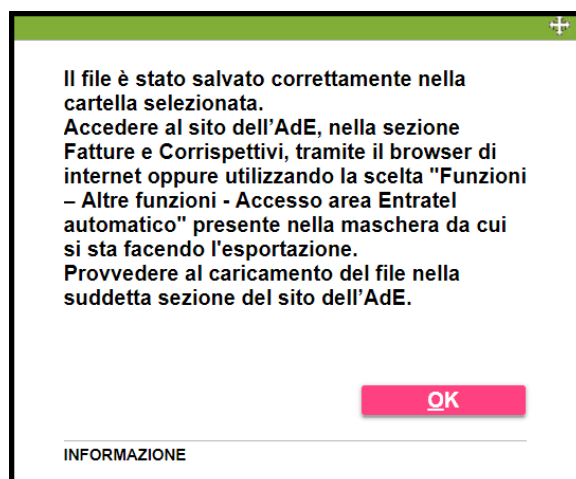 Il file è stato salvato correttamente nella
cartella selezionata.
Accedere al sito dell’AdE, nella sezione
Fatture e Corrispettivi, tramite il browser di
internet oppure utilizzando la scelta "Funzioni
– Altre funzioni - Accesso area Entratel
automatico" presente nella maschera da cui
si sta facendo l'esportazione.
Provvedere al caricamento del file nella
suddetta sezione del sito dell’AdE.
OK
INFORMAZIONE